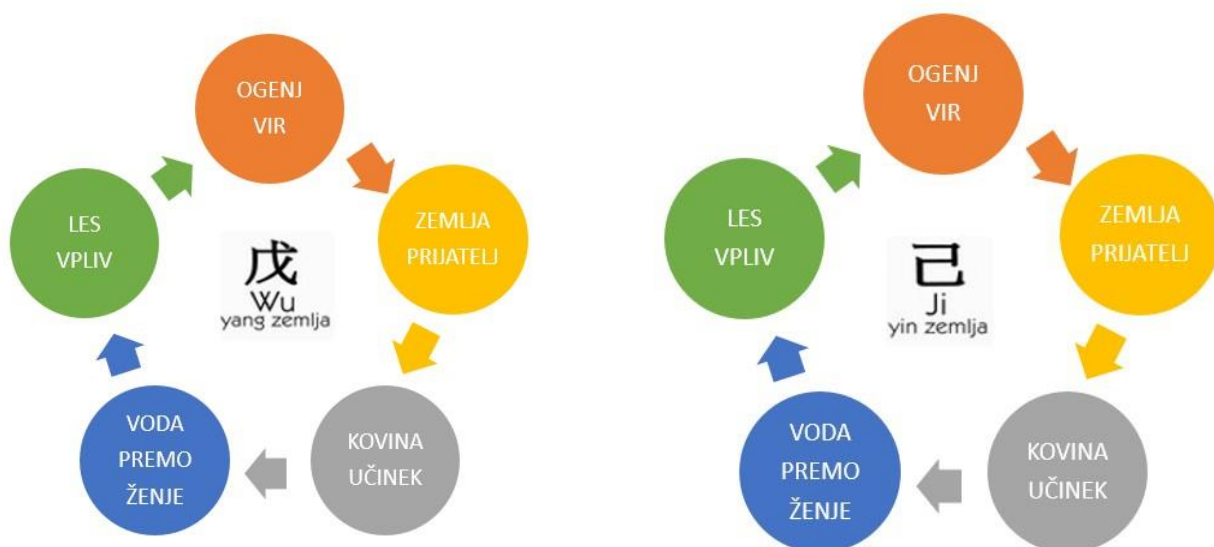 OGENJ
VIR
ZEMLJA
PRIJATELJ
KOVINA
UČINEK
VODA
PREMO
ŽENJE
LES
VPLIV
戊
Wu
yang zemlja
OGENJ
VIR
ZEMLJA
PRIJATELJ
KOVINA
UČINEK
VODA
PREMO
ŽENJE
LES
VPLIV
己
Ji
yin zemlja